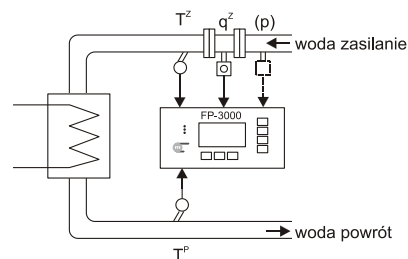 T^Z q^Z (p)
woda zasilanie
FP-3000
woda powrót
T^P